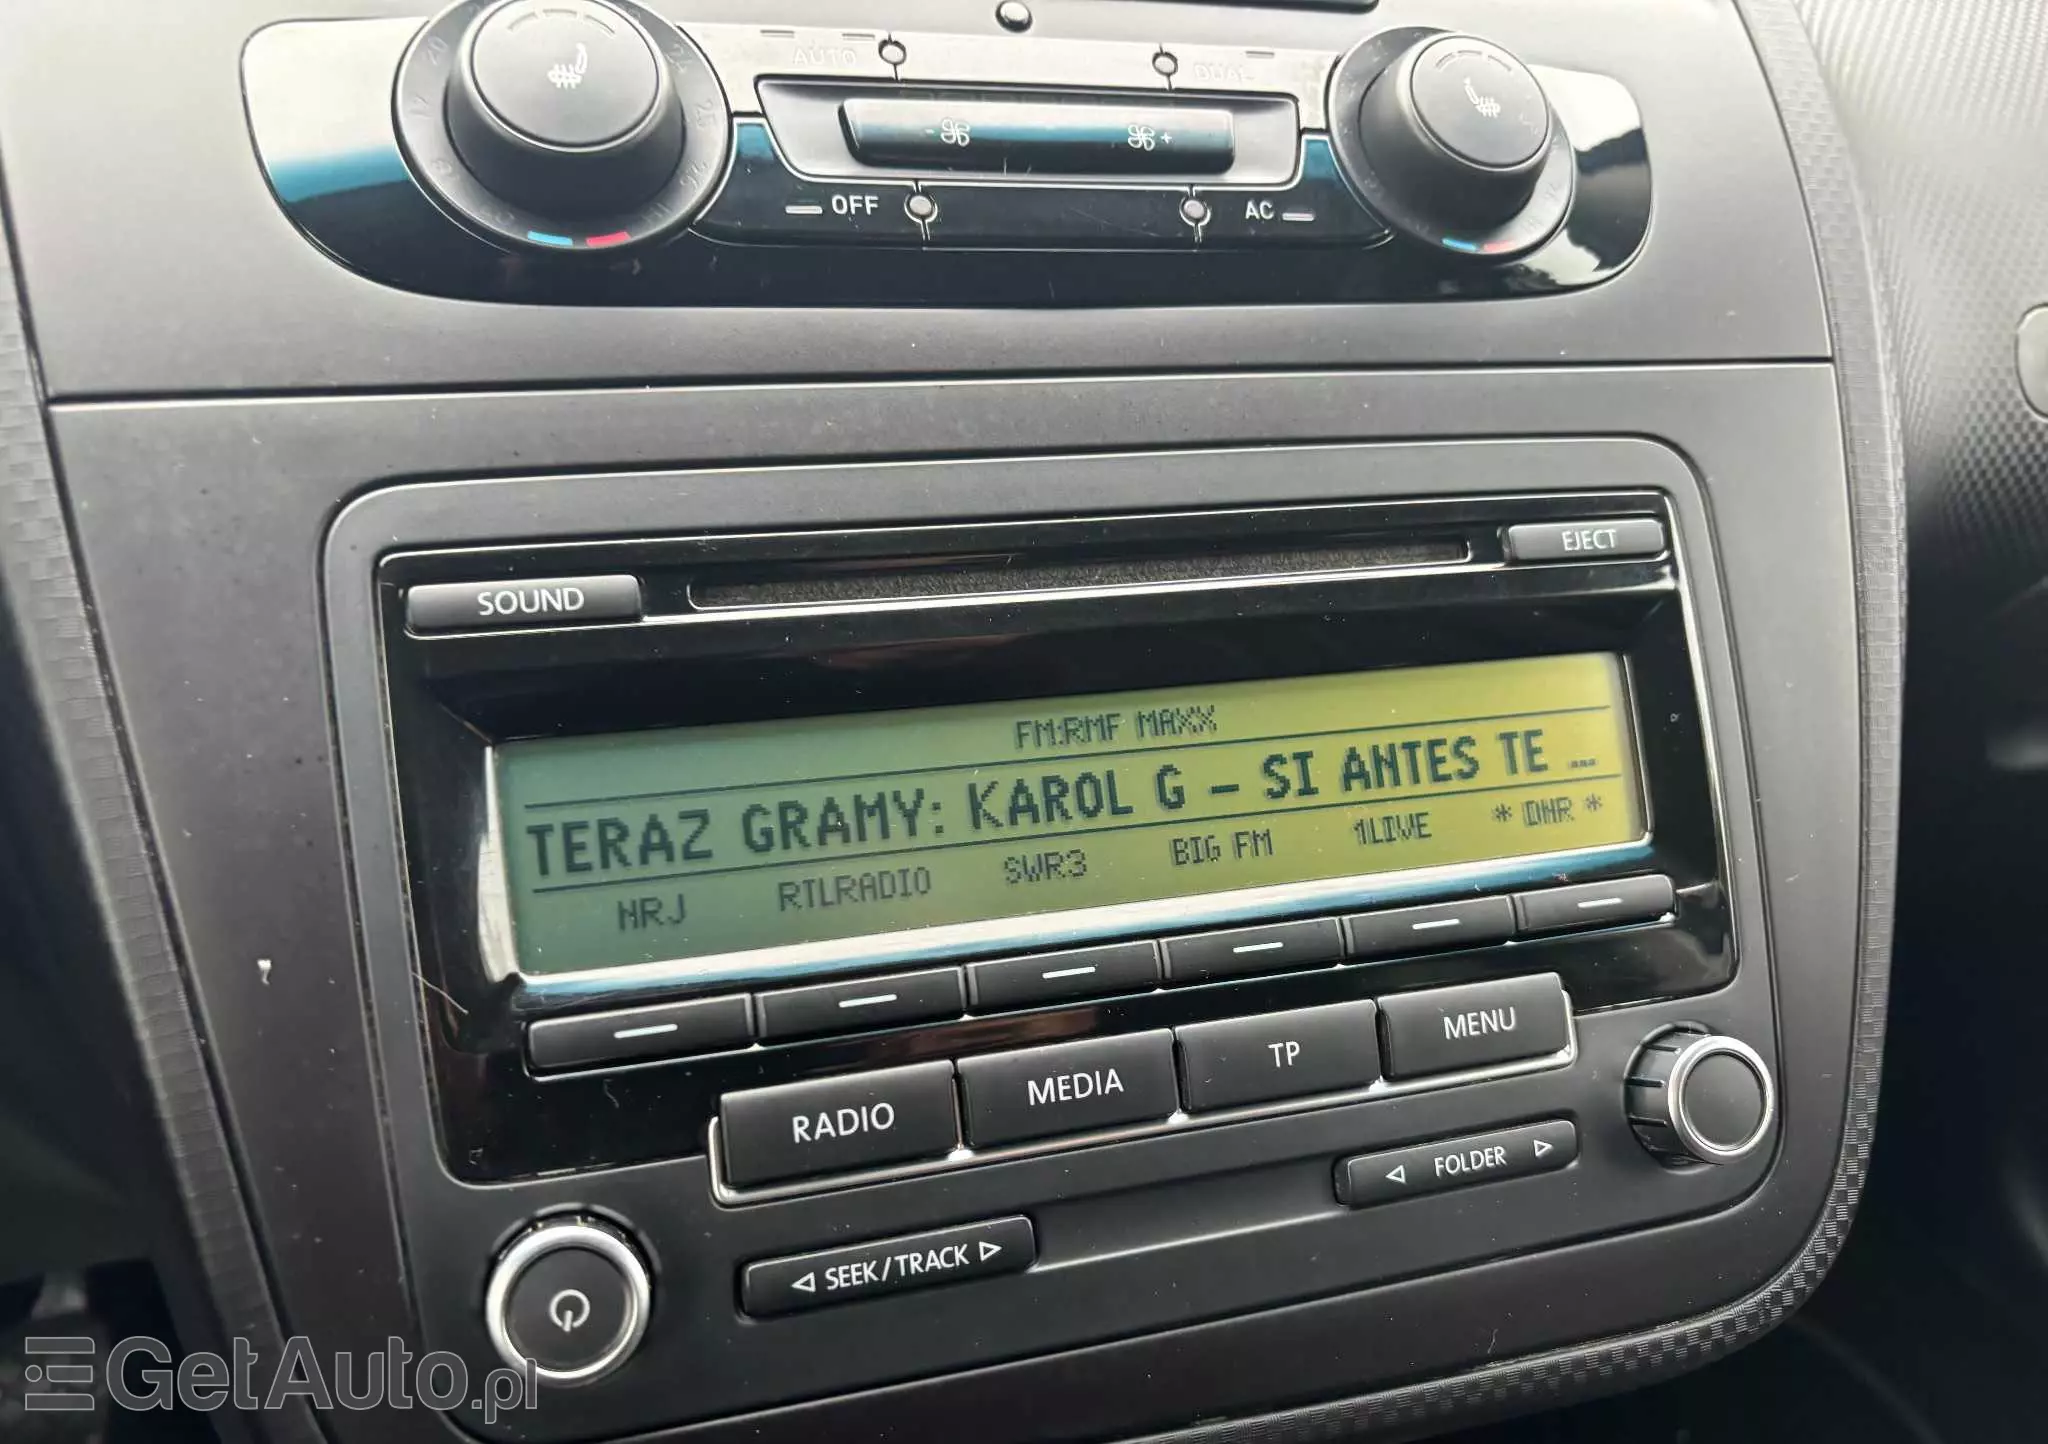 AUTO
DUAL
- +
OFF
AC
EJECT
SOUND
FM:RMF MAXX
TERAZ GRAMY: KAROL G - SI ANTES TE ...
NRJ RTLRADIO SWR3 BIG FM 1LIVE * DHR *
RADIO MEDIA TP MENU
FOLDER
SEEK/TRACK
GetAuto.pl